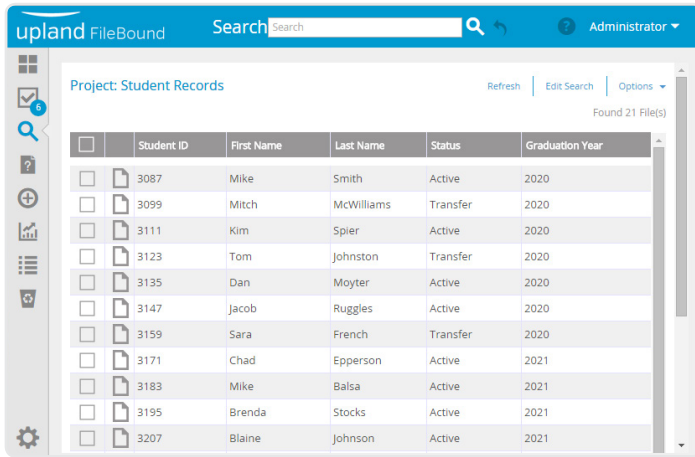 upland FileBound Search Search ? Administrator
Project: Student Records Refresh Edit Search Options
6
Found 21 File(s)
Student ID First Name Last Name Status Graduation Year
3087 Mike Smith Active 2020
3099 Mitch McWilliams Transfer 2020
3111 Kim Spier Active 2020
3123 Tom Johnston Transfer 2020
3135 Dan Moyter Active 2020
3147 Jacob Ruggles Active 2020
3159 Sara French Transfer 2020
3171 Chad Epperson Active 2021
3183 Mike Balsa Active 2021
3195 Brenda Stocks Active 2021
3207 Blaine Johnson Active 2021